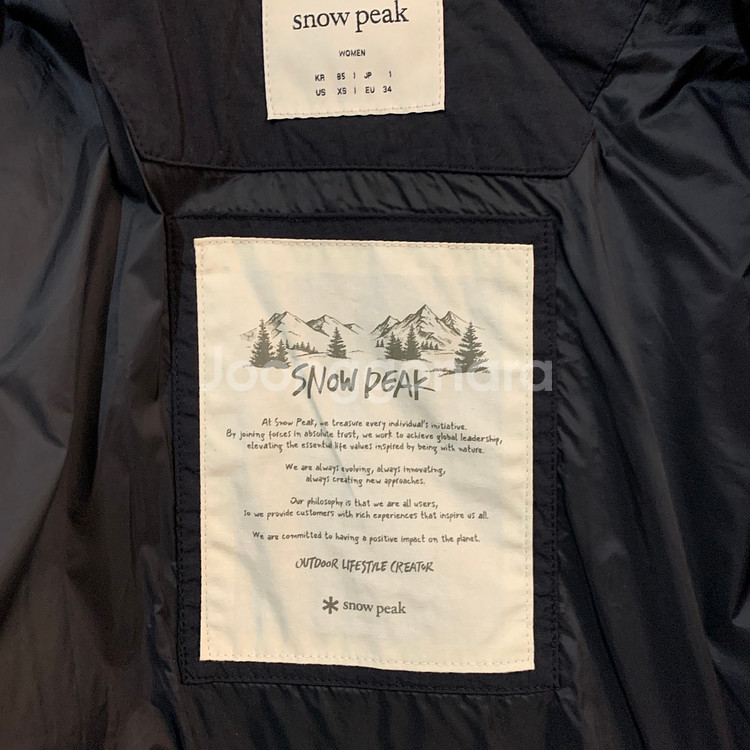 snow peak
WOMEN
KR 85 | JP 1
US XS | EU 34
Joonggonara
SNOW PEAK
At Snow Peak, we treasure every individual's initiative.
By joining forces in absolute trust, we work to achieve global leadership,
elevating the essential life values inspired by being with nature.
We are always evolving, always innovating,
always creating new approaches.
Our philosophy is that we are all users,
so we provide customers with rich experiences that inspire us all.
We are committed to having a positive impact on the planet.
OUTDOOR LIFESTYLE CREATOR
snow peak